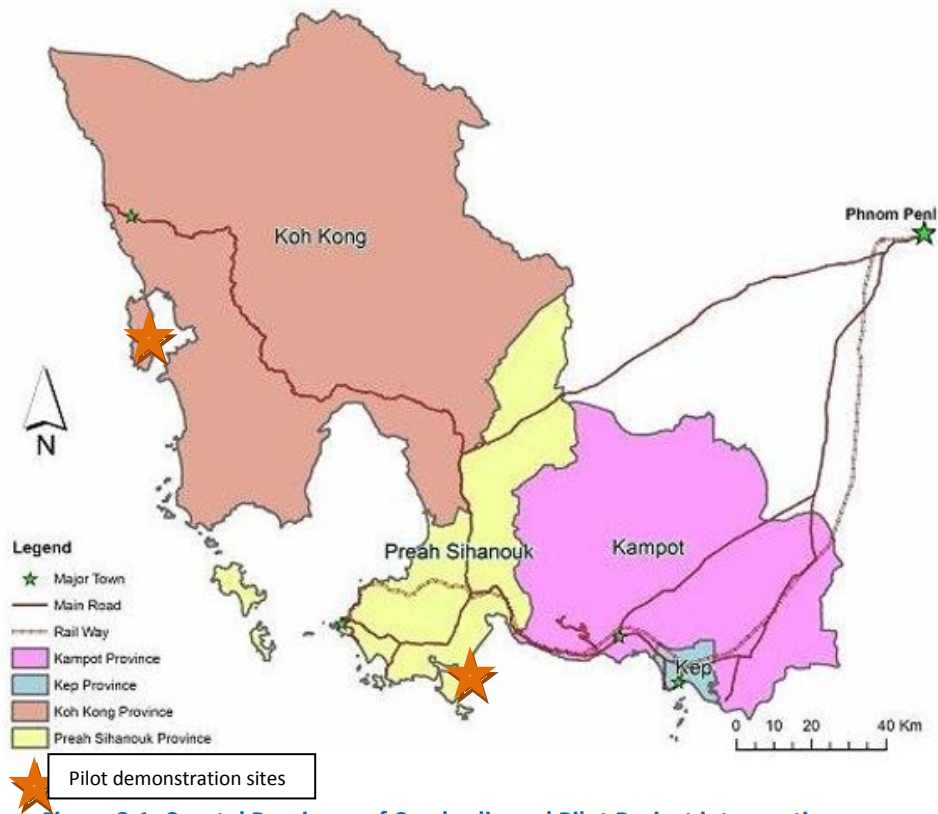 Phnom Penl
Koh Kong
N
Preah Sihanouk
Kampot
Kep
Legend
Major Town
Main Road
Rail Way
Kampot Province
Kep Province
Koh Kong Province
Preah Sihanouk Province
0 10 20 40 Km
Pilot demonstration sites